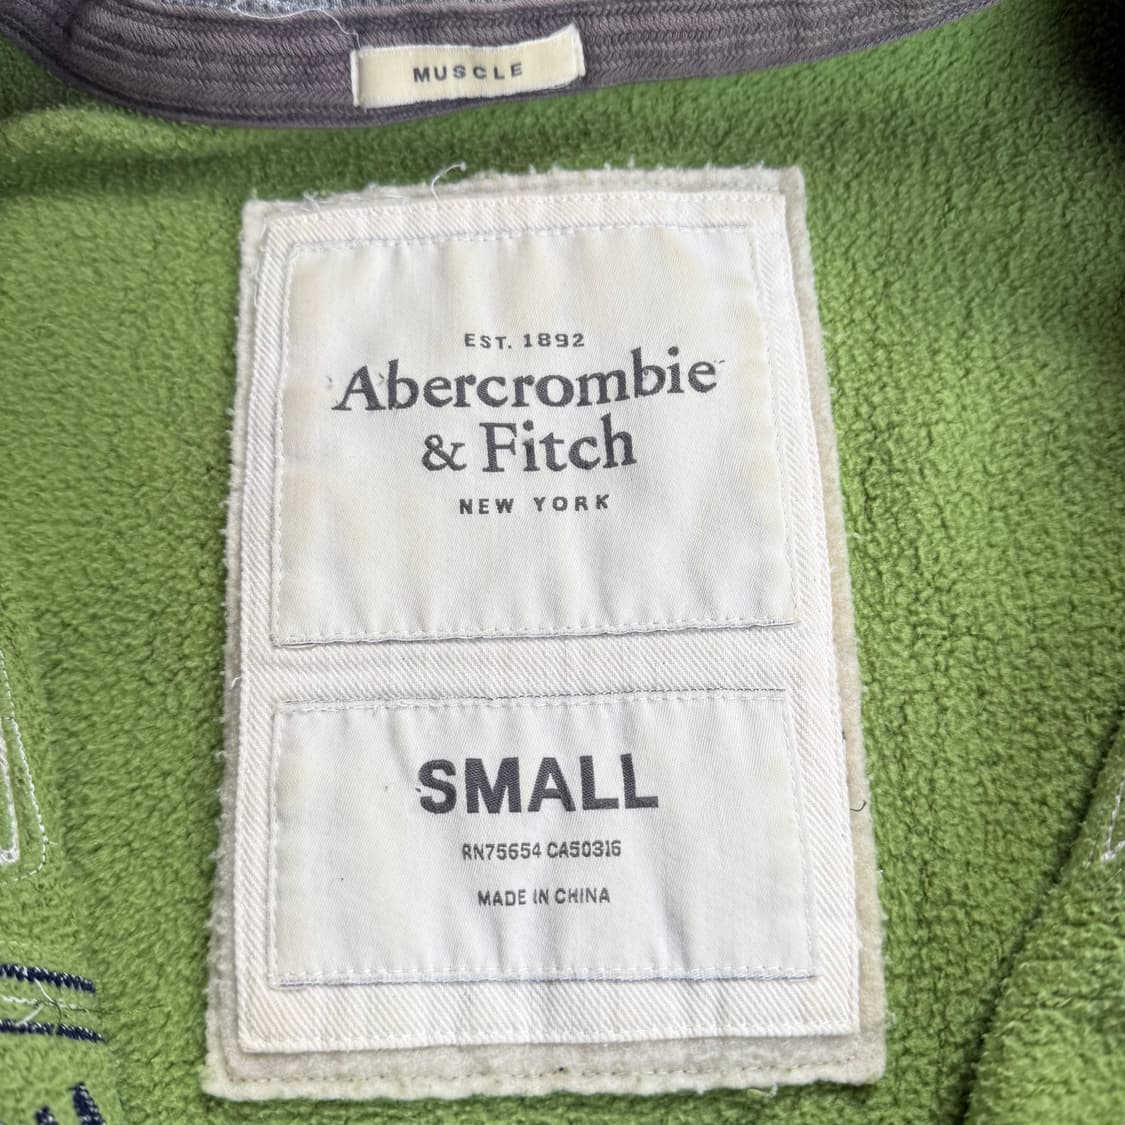 MUSCLE
EST. 1892
Abercrombie
& Fitch
NEW YORK
SMALL
RN75654 CA50316
MADE IN CHINA